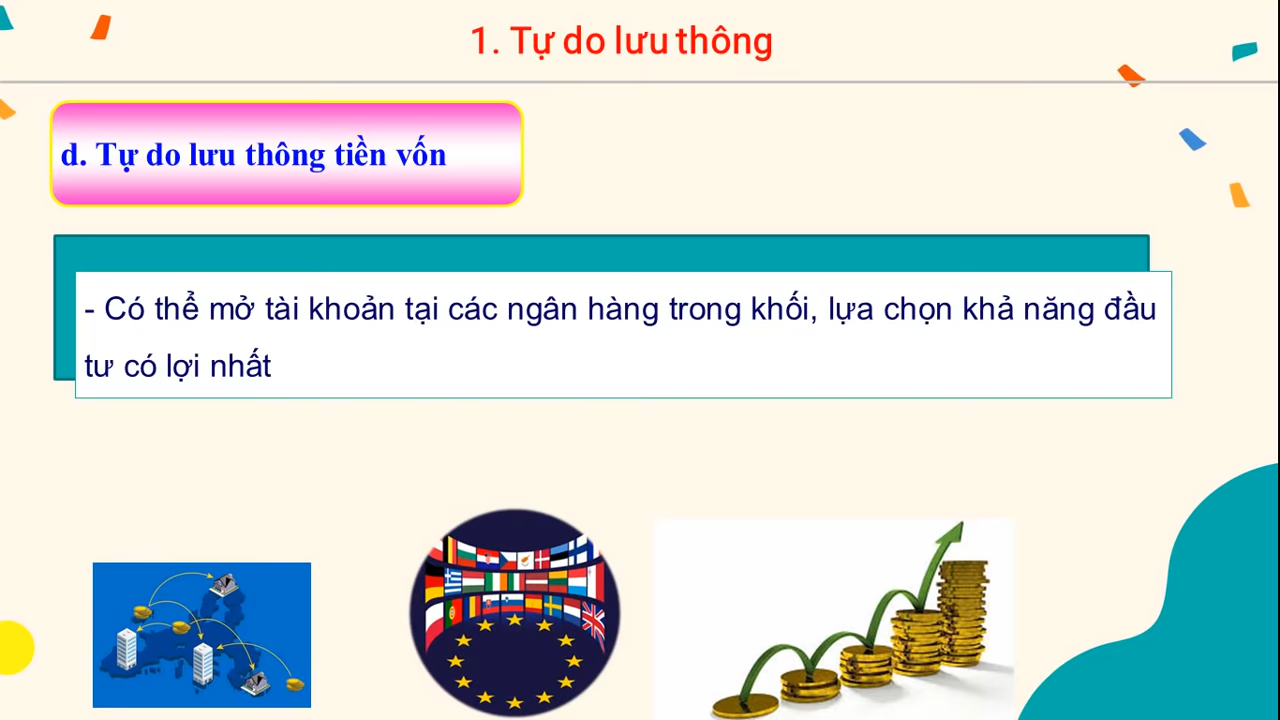 1. Tự do lưu thông
d. Tự do lưu thông tiền vốn
- Có thể mở tài khoản tại các ngân hàng trong khối, lựa chọn khả năng đầu
tư có lợi nhất